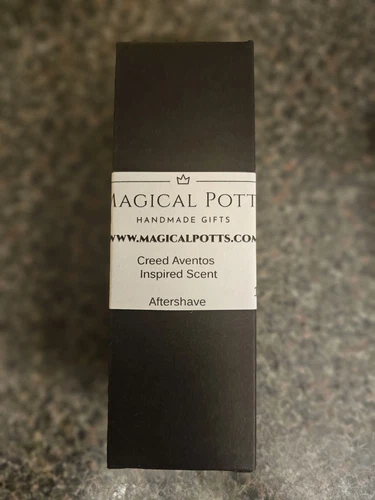 MAGICAL POTT
HANDMADE GIFTS
WWW.MAGICALPOTTS.COM
Creed Aventos
Inspired Scent
Aftershave